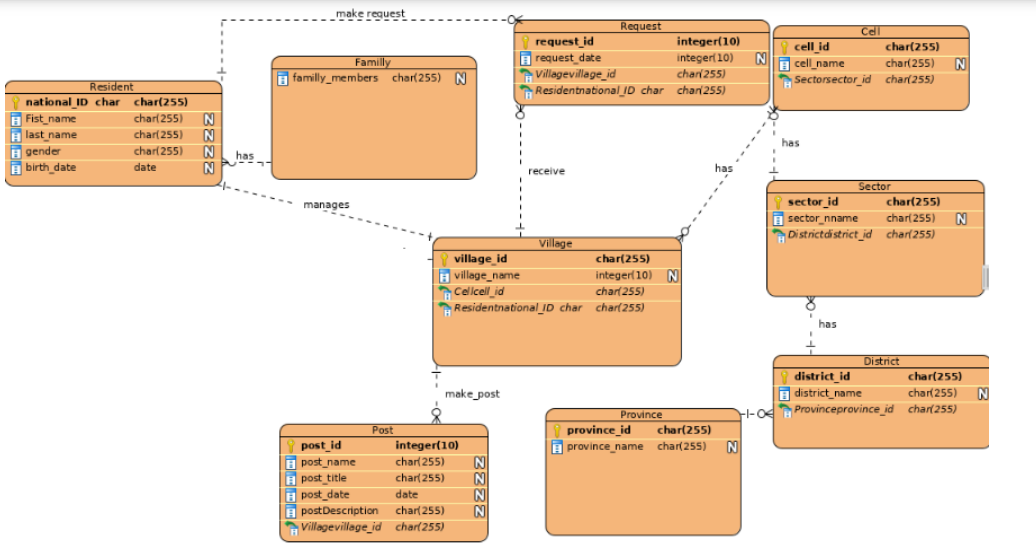 make request
Request
request_id integer(10)
request_date integer(10) N
Villagevillage_id char(255)
Residentnational_ID char char(255)
Cell
cell_id char(255)
cell_name char(255) N
Sectorsector_id char(255)
Familly
familly_members char(255) N
Resident
national_ID char char(255)
Fist_name char(255) N
last_name char(255) N
gender char(255) N
birth_date date N
has
manages
receive
has
has
Sector
sector_id char(255)
sector_nname char(255) N
Districtdistrict_id char(255)
Village
village_id char(255)
village_name integer(10) N
Cellcell_id char(255)
Residentnational_ID char char(255)
has
make_post
District
district_id char(255)
district_name char(255) N
Provinceprovince_id char(255)
Province
province_id char(255)
province_name char(255) N
Post
post_id integer(10)
post_name char(255) N
post_title char(255) N
post_date date N
postDescription char(255) N
Villagevillage_id char(255)